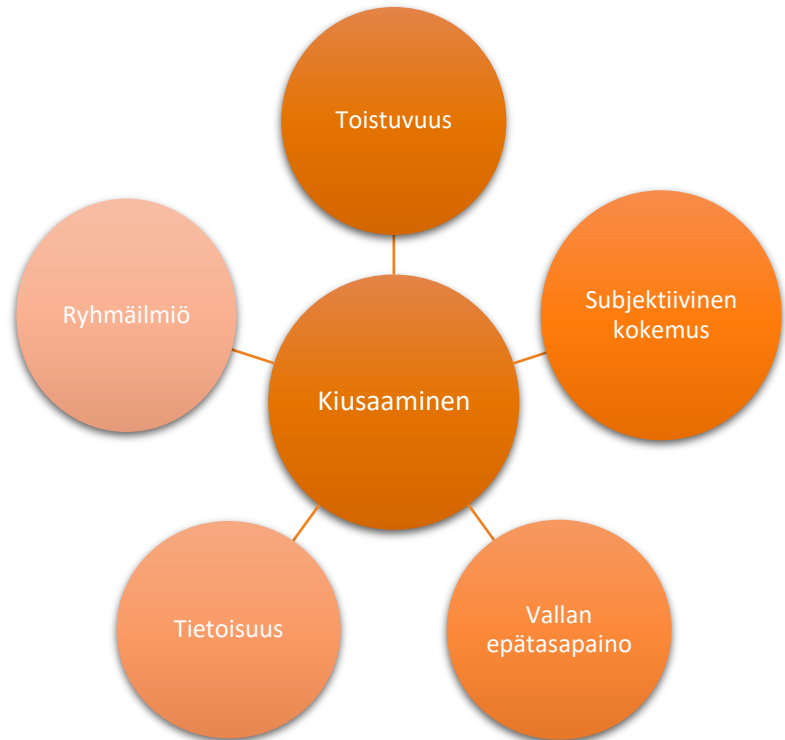 Toistuvuus
Subjektiivinen
kokemus
Vallan
epätasapaino
Tietoisuus
Ryhmäilmiö
Kiusaaminen